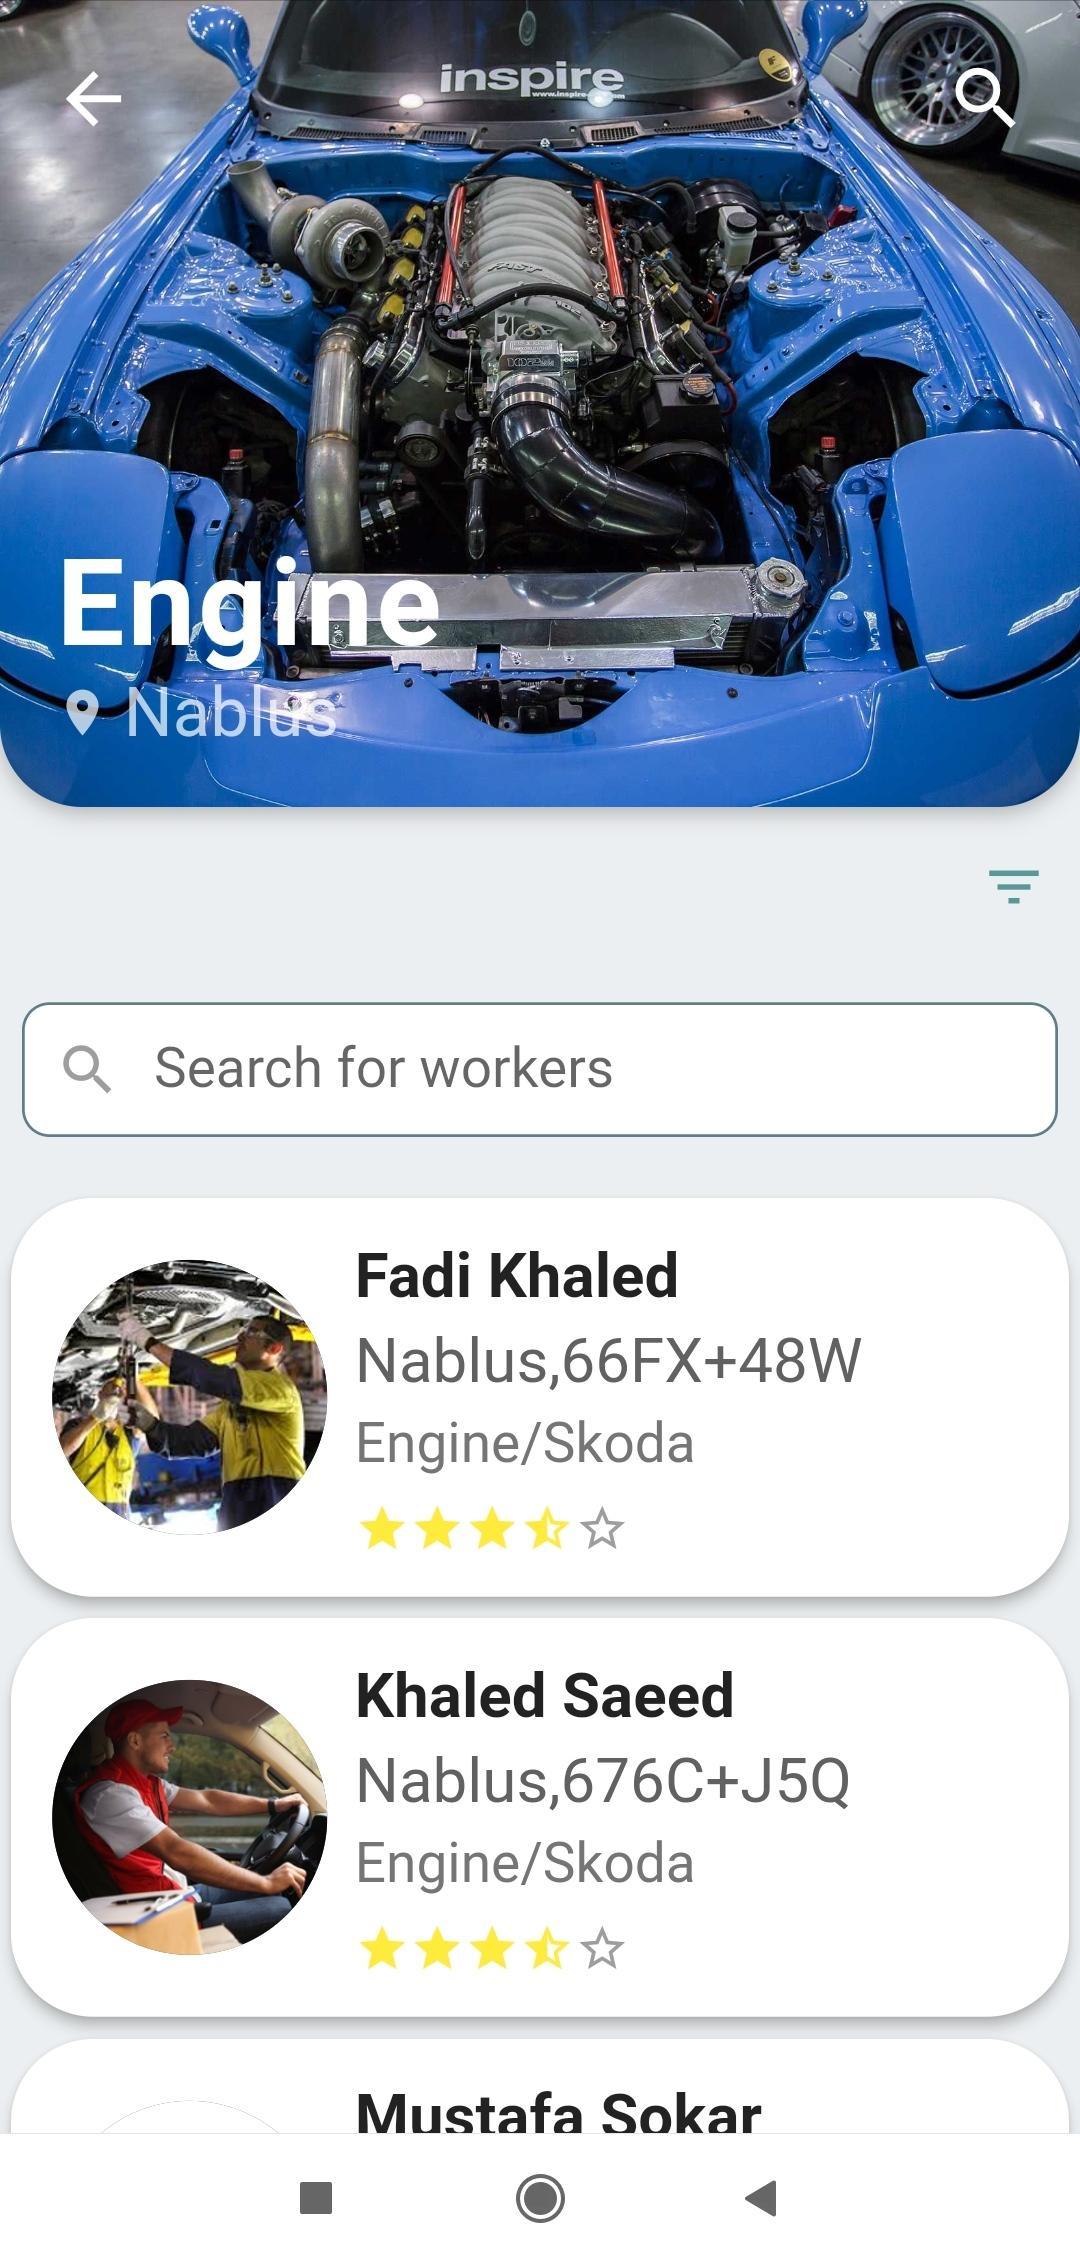 inspire
FAST
Engine
Nablus
Search for workers
Fadi Khaled
Nablus,66FX+48W
Engine/Skoda
Khaled Saeed
Nablus,676C+J5Q
Engine/Skoda
Mustafa Sokar